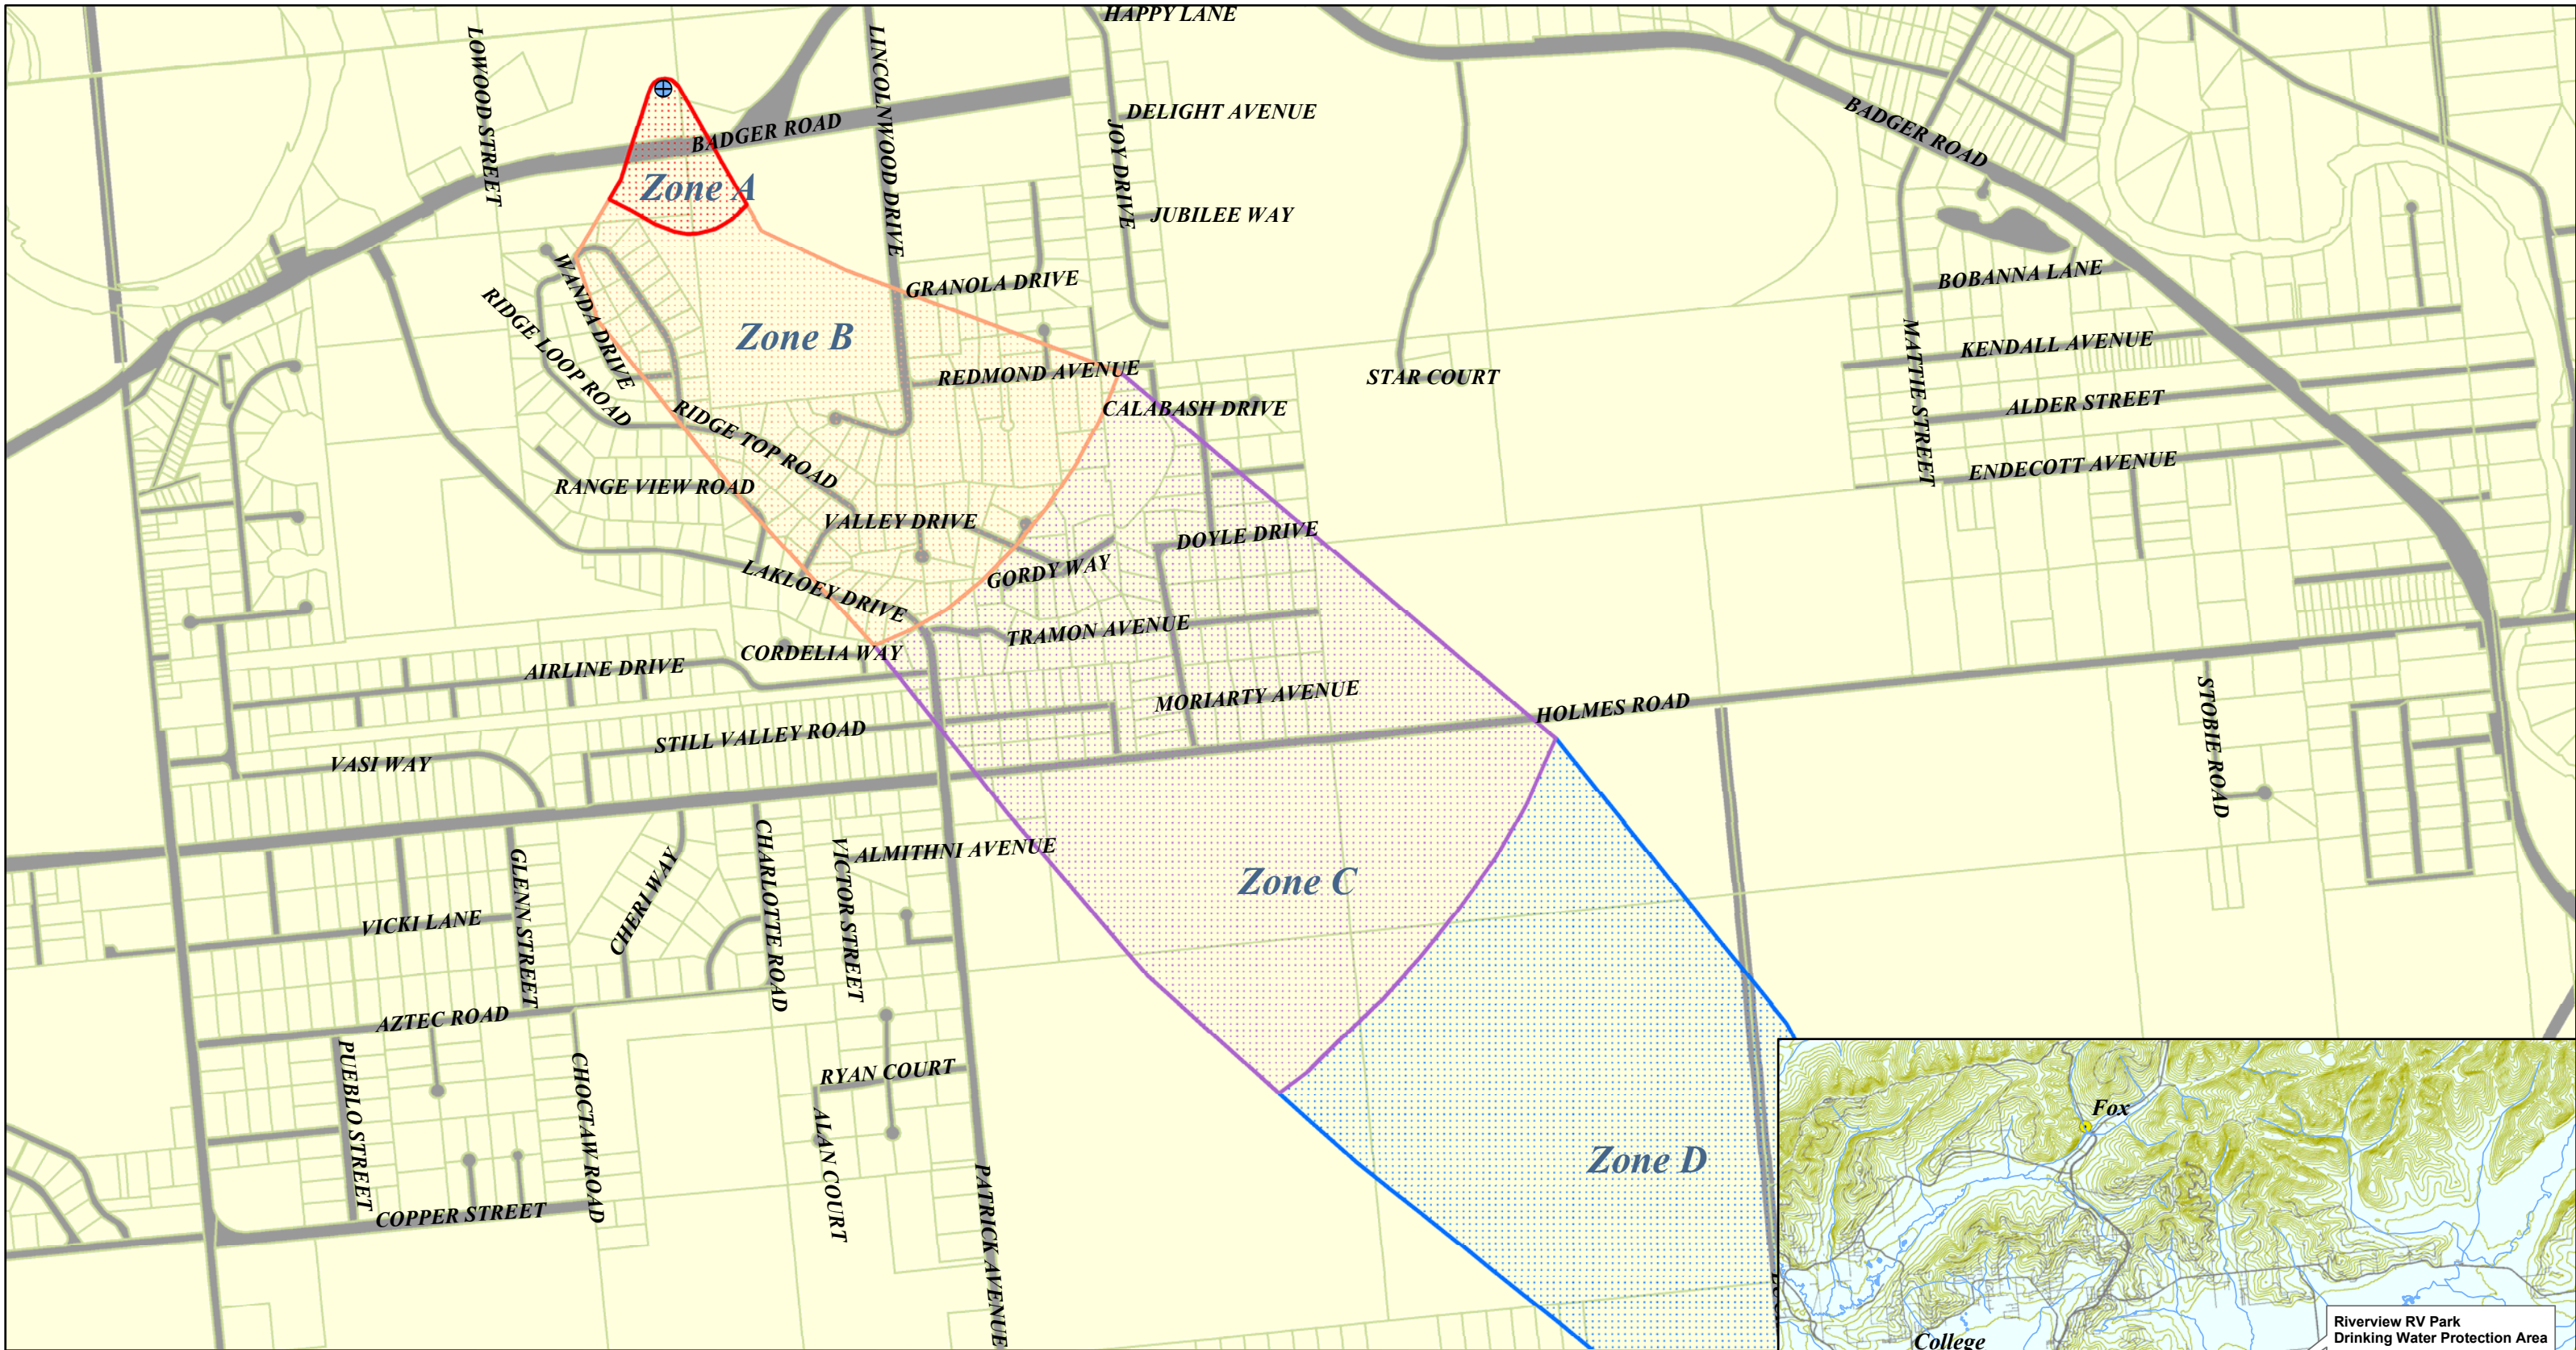 HAPPY LANE
LOWOOD STREET
LINCOLNWOOD DRIVE
DELIGHT AVENUE
BADGER ROAD
BADGER ROAD
JOY DRIVE
Zone A
JUBILEE WAY
WANDA DRIVE
GRANOLA DRIVE
BOBANNA LANE
RIDGE LOOP ROAD
Zone B
MATTIE STREET
KENDALL AVENUE
REDMOND AVENUE
STAR COURT
CALABASH DRIVE
ALDER STREET
RIDGE TOP ROAD
ENDECOTT AVENUE
RANGE VIEW ROAD
VALLEY DRIVE
DOYLE DRIVE
GORDY WAY
LAKLOEY DRIVE
TRAMON AVENUE
CORDELIA WAY
AIRLINE DRIVE
MORIARTY AVENUE
HOLMES ROAD
STOBIE ROAD
STILL VALLEY ROAD
VASI WAY
ALMITHNI AVENUE
GLENN STREET
CHERI WAY
CHARLOTTE ROAD
VICTOR STREET
Zone C
VICKI LANE
AZTEC ROAD
PUEBLO STREET
CHOCTAW ROAD
RYAN COURT
ALAN COURT
Fox
Zone D
PATRICK AVENUE
COPPER STREET
Riverview RV Park
Drinking Water Protection Area
College